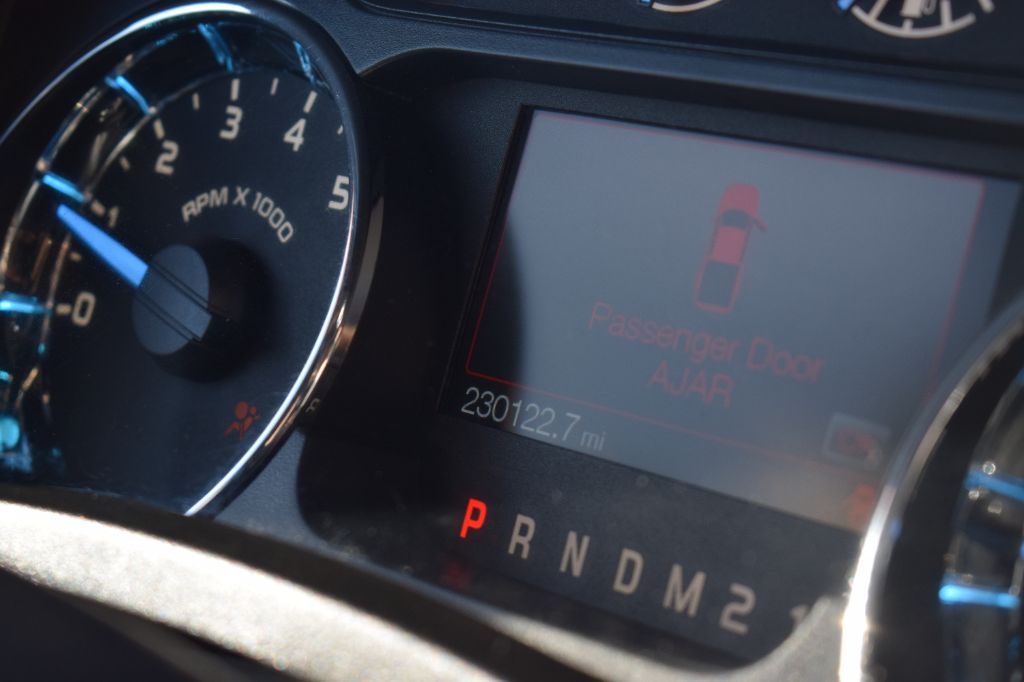 0
1
2
3
4
5
RPM X 1000
Passenger Door
AJAR
230122.7 mi
P R N D M 2